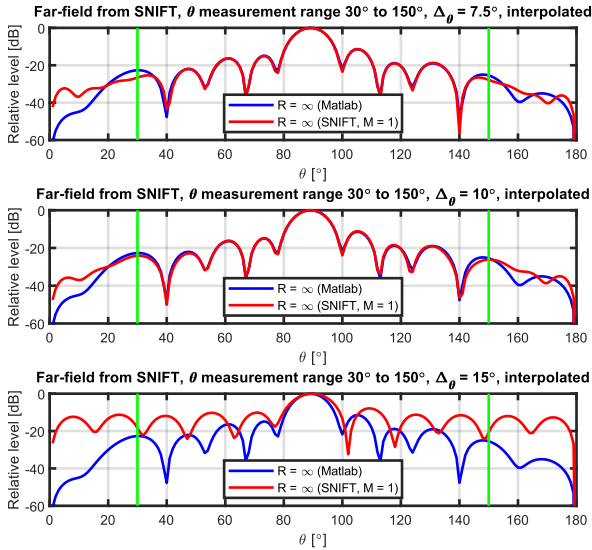 Far-field from SNIFT, θ measurement range 30° to 150°, Δθ = 7.5°, interpolated
Relative level [dB]
0
-20
-40
-60
R = ∞ (Matlab)
R = ∞ (SNIFT, M = 1)
0 20 40 60 80 100 120 140 160 180
θ [°]
Far-field from SNIFT, θ measurement range 30° to 150°, Δθ = 10°, interpolated
Relative level [dB]
0
-20
-40
-60
R = ∞ (Matlab)
R = ∞ (SNIFT, M = 1)
0 20 40 60 80 100 120 140 160 180
θ [°]
Far-field from SNIFT, θ measurement range 30° to 150°, Δθ = 15°, interpolated
Relative level [dB]
0
-20
-40
-60
R = ∞ (Matlab)
R = ∞ (SNIFT, M = 1)
0 20 40 60 80 100 120 140 160 180
θ [°]